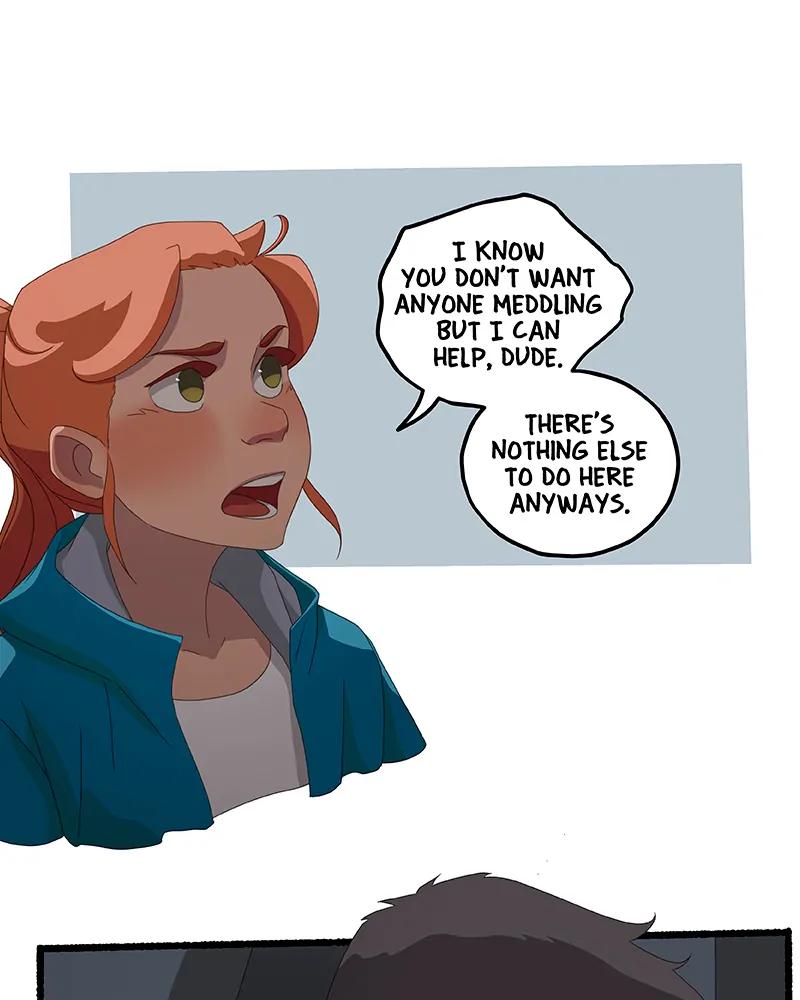 I KNOW
YOU DON'T WANT
ANYONE MEDDLING
BUT I CAN
HELP, DUDE.
THERE'S
NOTHING ELSE
TO DO HERE
ANYWAYS.